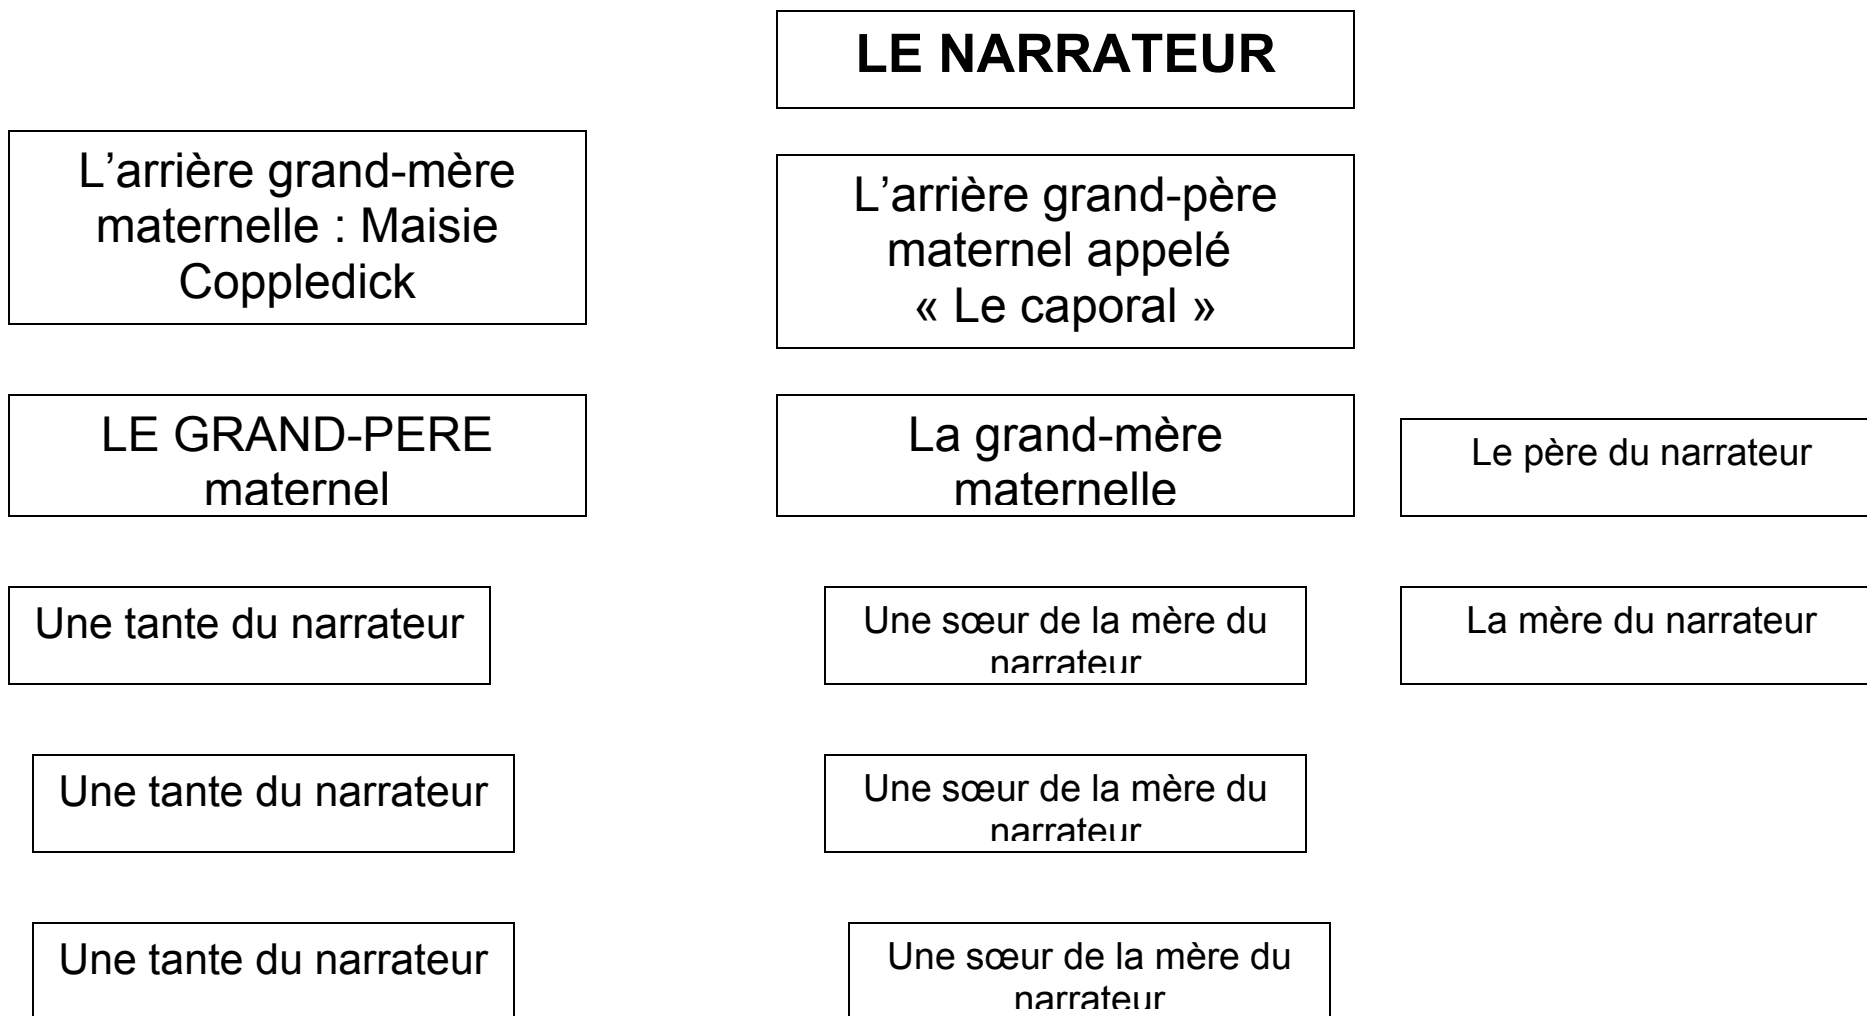 LE NARRATEUR
L’arrière grand-mère
maternelle : Maisie
Coppledick
L’arrière grand-père
maternel appelé
« Le caporal »
LE GRAND-PERE
maternel
La grand-mère
maternelle
Le père du narrateur
Une tante du narrateur
Une sœur de la mère du
narrateur
La mère du narrateur
Une tante du narrateur
Une sœur de la mère du
narrateur
Une tante du narrateur
Une sœur de la mère du
narrateur